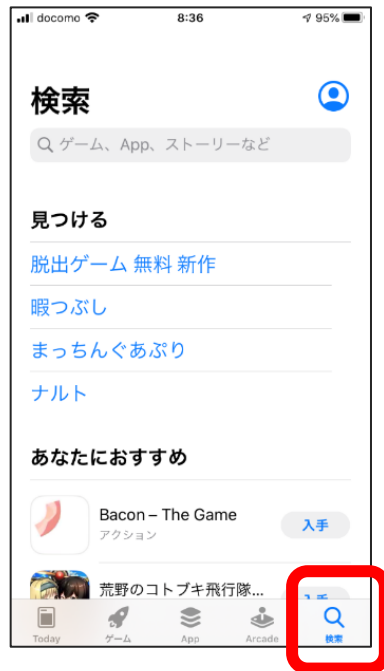 docomo 8:36 95%
検索
ゲーム、App、ストーリーなど
見つける
脱出ゲーム 無料 新作
暇つぶし
まっちんぐあぷり
ナルト
あなたにおすすめ
Bacon – The Game
アクション
入手
荒野のコトブキ飛行隊...
入手
Today ゲーム App Arcade 検索